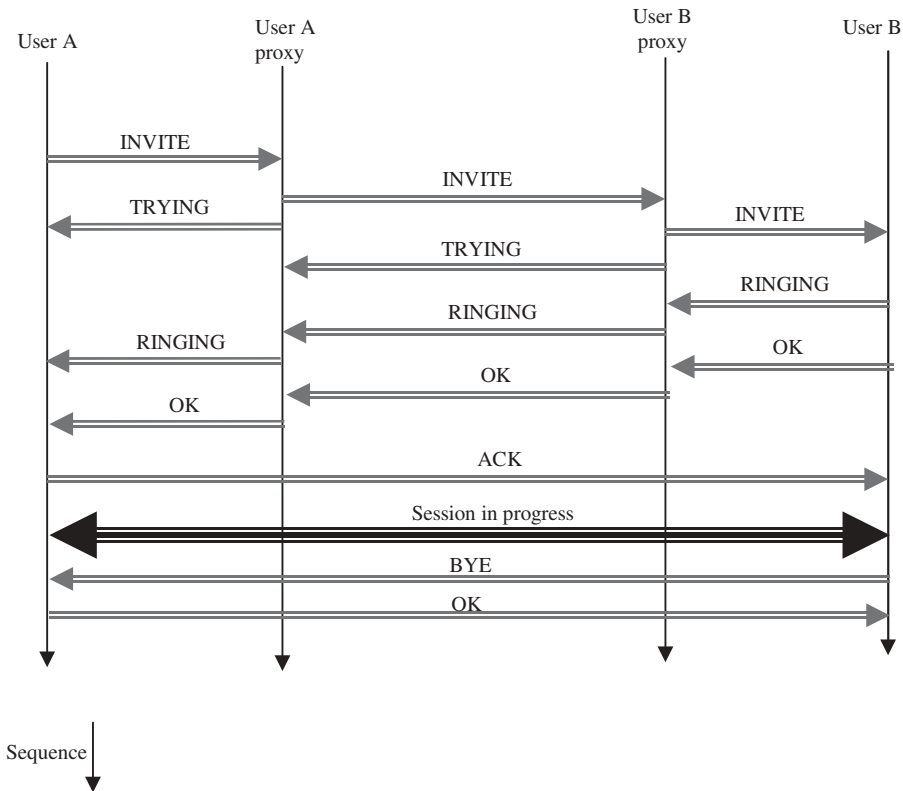 User A
User A
proxy
User B
proxy
User B
INVITE
INVITE
TRYING
INVITE
TRYING
RINGING
RINGING
RINGING
OK
OK
OK
ACK
Session in progress
BYE
OK
Sequence